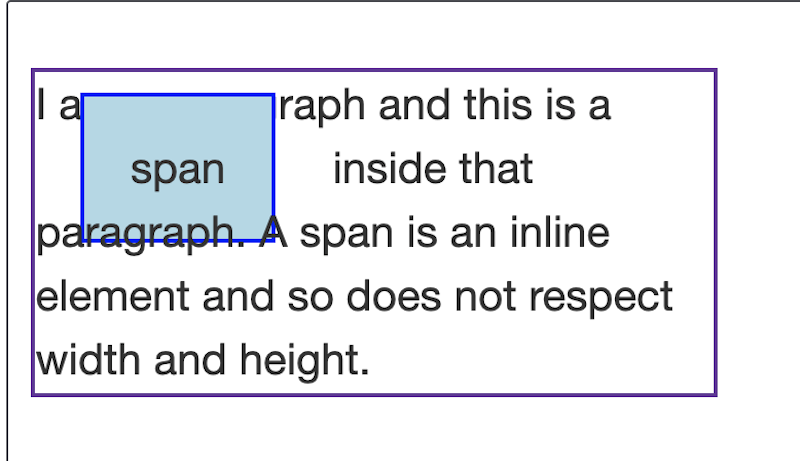 I a raph and this is a
span inside that
paragraph. A span is an inline
element and so does not respect
width and height.